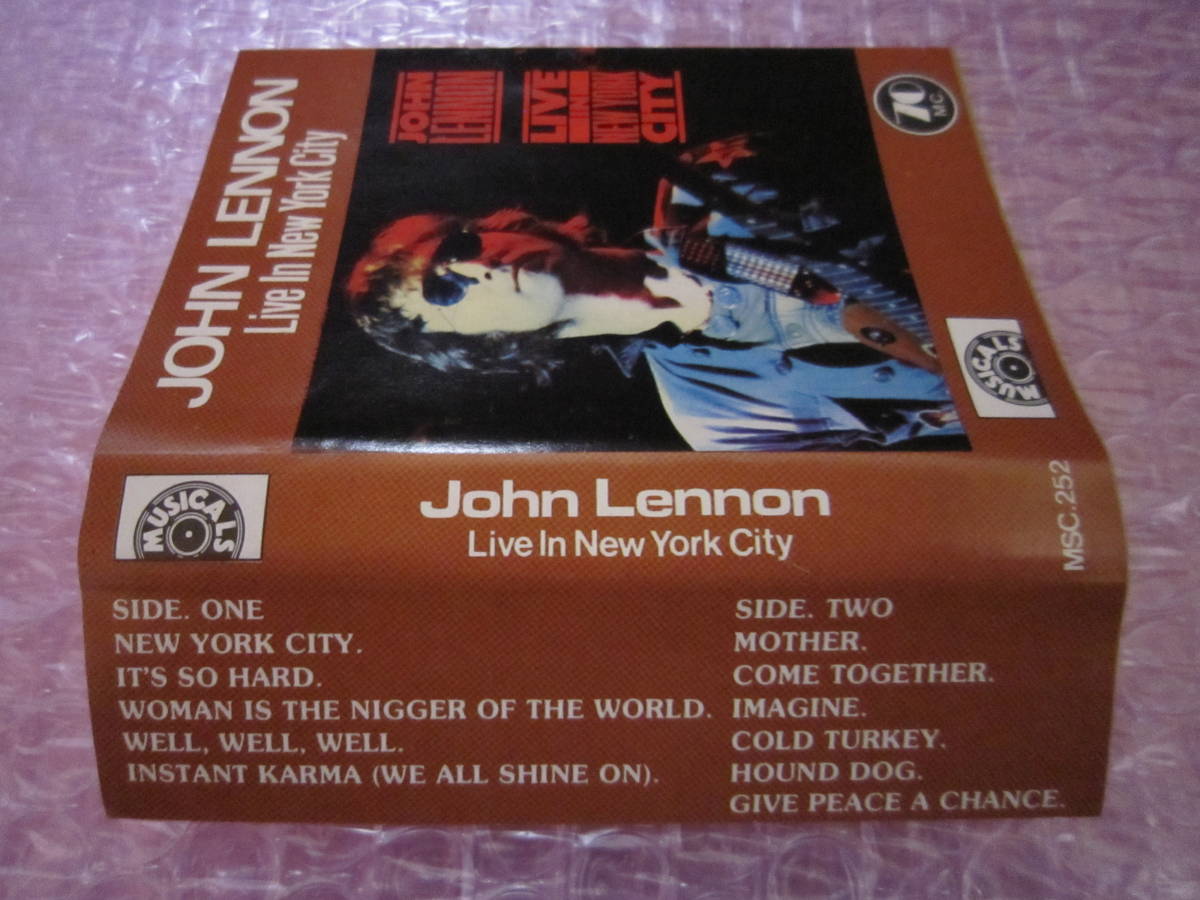 JOHN LENNON
Live In New York City
JOHN
LENNON
LIVE
IN
NEW YORK
CITY
70
MC
MUSICALS
MUSICALS
John Lennon
Live In New York City
MSC.252
SIDE. ONE
NEW YORK CITY.
IT'S SO HARD.
WOMAN IS THE NIGGER OF THE WORLD.
WELL, WELL, WELL.
INSTANT KARMA (WE ALL SHINE ON).
SIDE. TWO
MOTHER.
COME TOGETHER.
IMAGINE.
COLD TURKEY.
HOUND DOG.
GIVE PEACE A CHANCE.